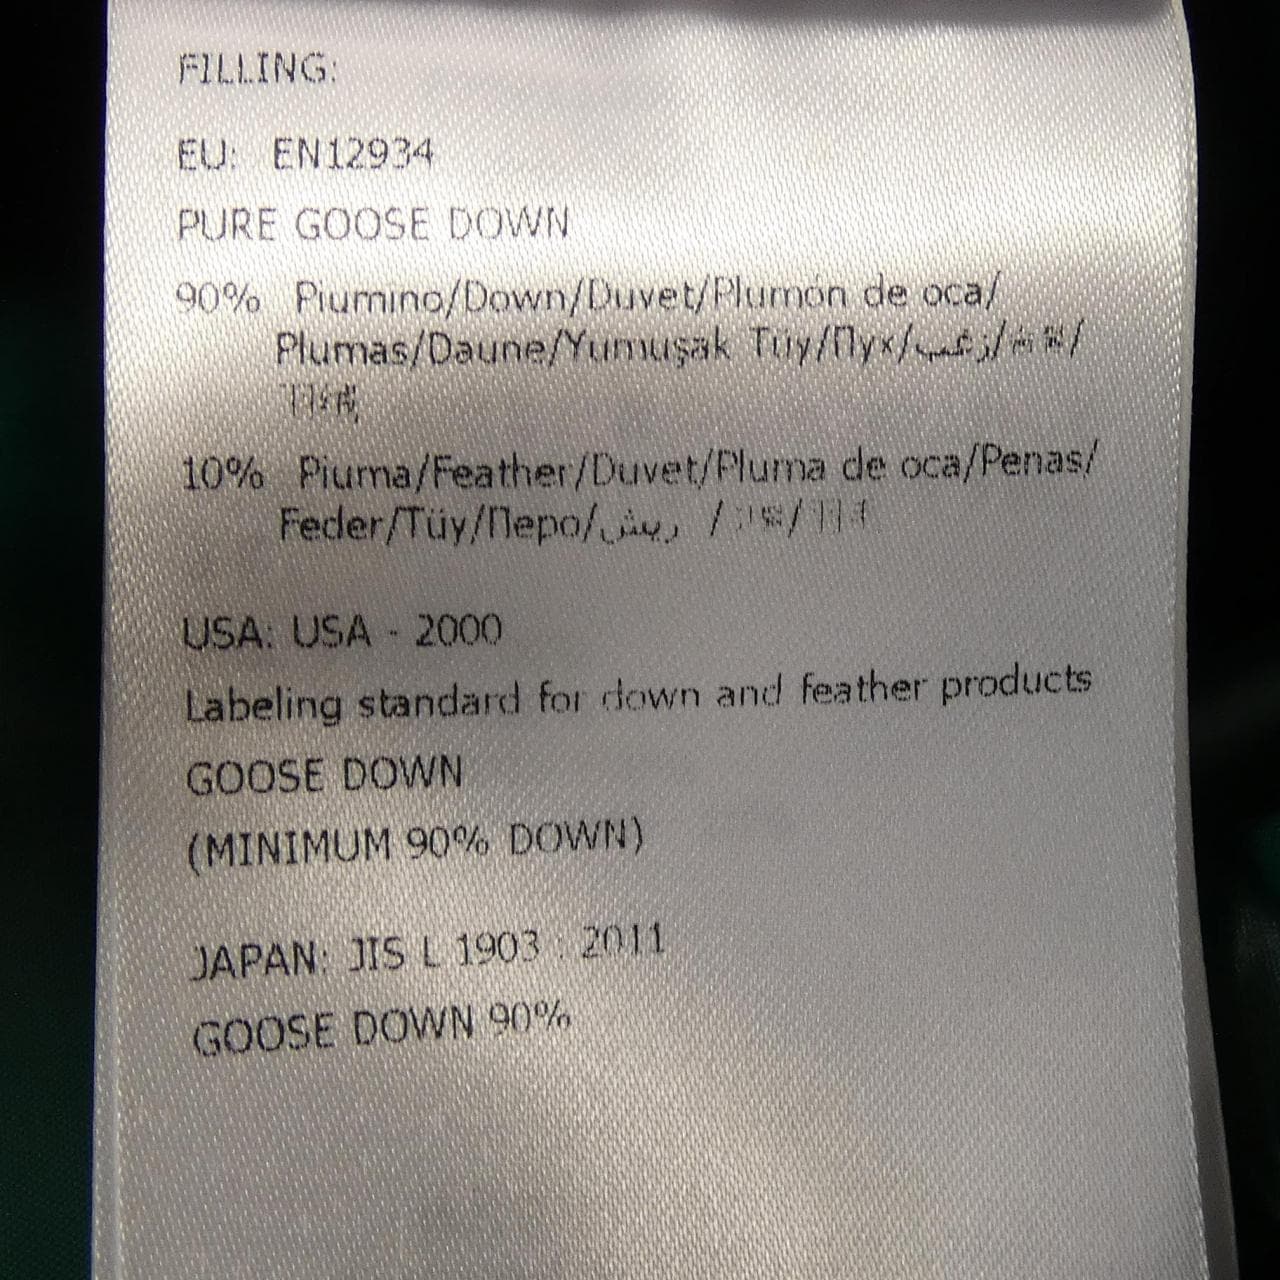 FILLING:
EU: EN12934
PURE GOOSE DOWN
90% Piumino/Down/Duvet/Plumón de oca/
Plumas/Daune/Yumuşak Tüy/Пух/زغب/
10% Piuma/Feather/Duvet/Pluma de oca/Penas/
Feder/Tüy/Перо/ريش /
USA: USA - 2000
Labeling standard for down and feather products
GOOSE DOWN
(MINIMUM 90% DOWN)
JAPAN: JIS L 1903 : 2011
GOOSE DOWN 90%